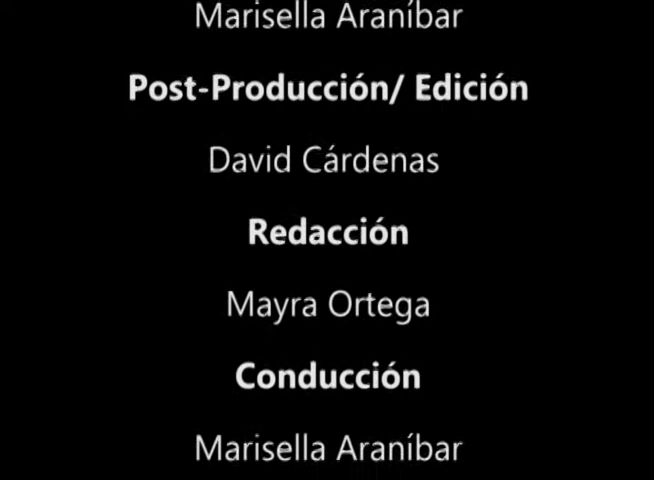 Marisella Araníbar
Post-Producción/ Edición
David Cárdenas
Redacción
Mayra Ortega
Conducción
Marisella Araníbar